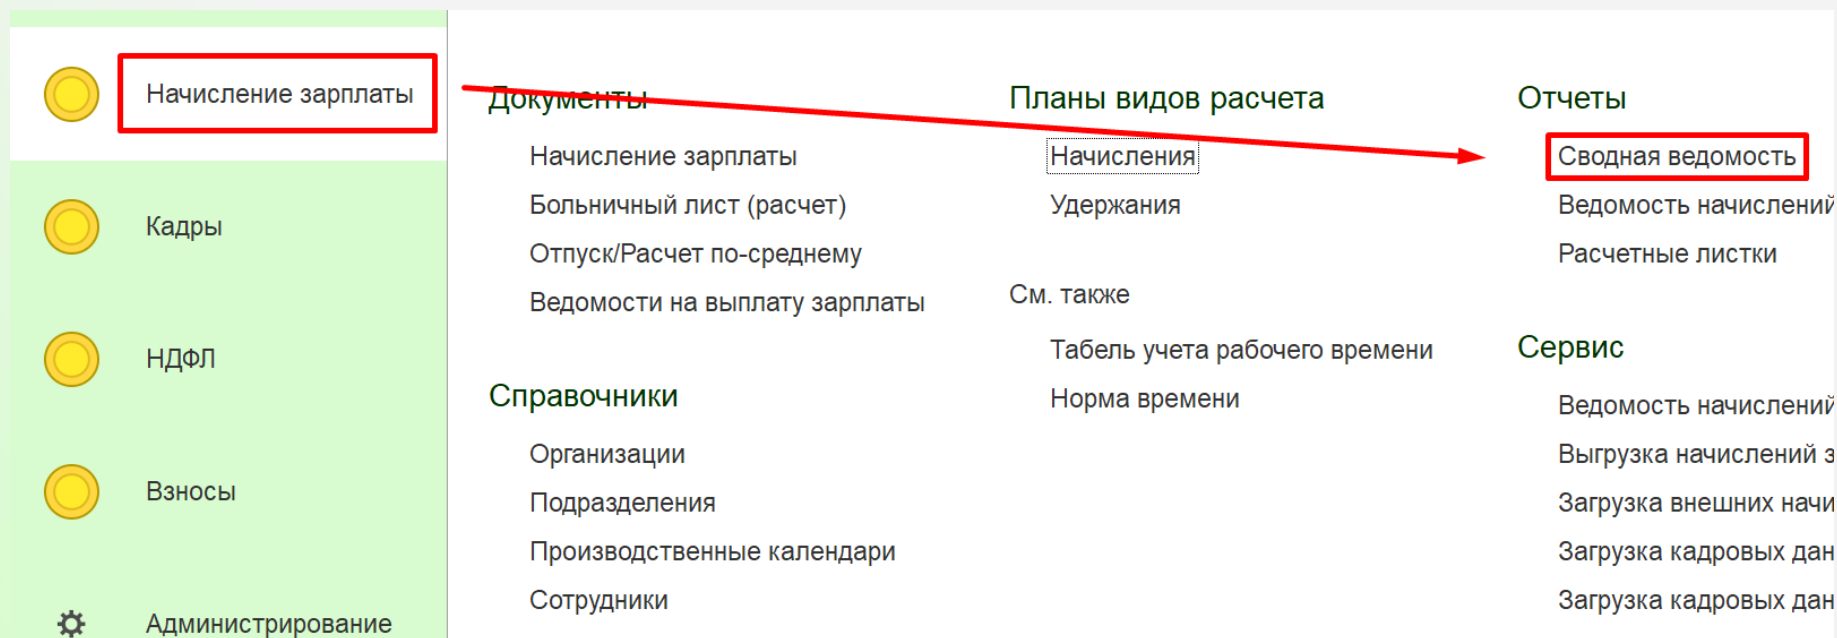 Начисление зарплаты
Кадры
НДФЛ
Взносы
Администрирование
Документы
Начисление зарплаты
Больничный лист (расчет)
Отпуск/Расчет по-среднему
Ведомости на выплату зарплаты
Справочники
Организации
Подразделения
Производственные календари
Сотрудники
Планы видов расчета
Начисления
Удержания
См. также
Табель учета рабочего времени
Норма времени
Отчеты
Сводная ведомость
Ведомость начислений
Расчетные листки
Сервис
Ведомость начислений
Выгрузка начислений з
Загрузка внешних начи
Загрузка кадровых дан
Загрузка кадровых дан